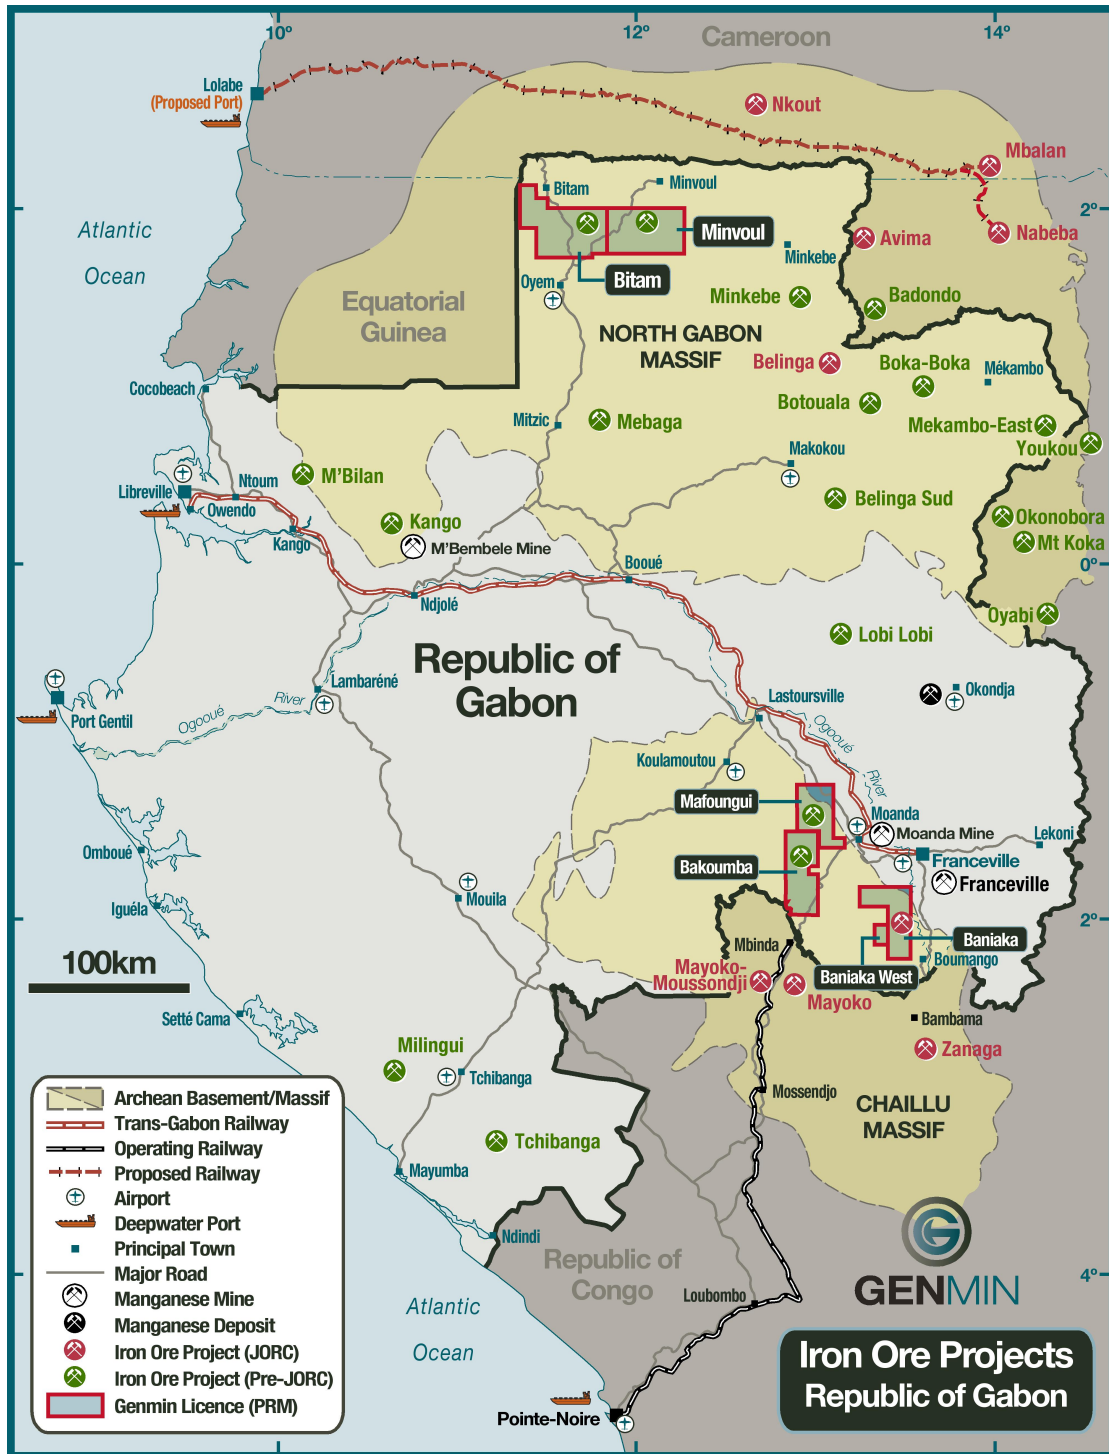 10º
12º
14º
Cameroon
Lolabe
(Proposed Port)
Nkout
Mbalan
Bitam
Minvoul
2º
Atlantic
Ocean
Minvoul
Nabeba
Avima
Minkebe
Bitam
Oyem
Minkebe
Badondo
Equatorial
Guinea
NORTH GABON
MASSIF
Belinga
Boka-Boka
Mékambo
Cocobeach
Botouala
Mitzic
Mebaga
Mekambo-East
Youkou
Makokou
M'Bilan
Ntoum
Libreville
Owendo
Belinga Sud
Kango
Kango
M'Bembele Mine
Okonobora
Mt Koka
Booué
0º
Ndjolé
Oyabi
Lobi Lobi
Republic of
Gabon
Lambaréné
Okondja
Lastoursville
Port Gentil
Ogooué
River
Ogooué
River
Koulamoutou
Mafoungui
Moanda
Moanda Mine
Lekoni
Omboué
Franceville
Bakoumba
Franceville
Mouila
Iguéla
2º
Mbinda
Baniaka
100km
Boumango
Mayoko-
Moussondji
Baniaka West
Mayoko
Setté Cama
Bambama
Milingui
Zanaga
Tchibanga
Mossendjo
CHAILLU
MASSIF
Tchibanga
Mayumba
Ndindi
Republic of
Congo
4º
Loubombo
GENMIN
Atlantic
Ocean
Pointe-Noire
Archean Basement/Massif
Trans-Gabon Railway
Operating Railway
Proposed Railway
Airport
Deepwater Port
Principal Town
Major Road
Manganese Mine
Manganese Deposit
Iron Ore Project (JORC)
Iron Ore Project (Pre-JORC)
Genmin Licence (PRM)
Iron Ore Projects
Republic of Gabon